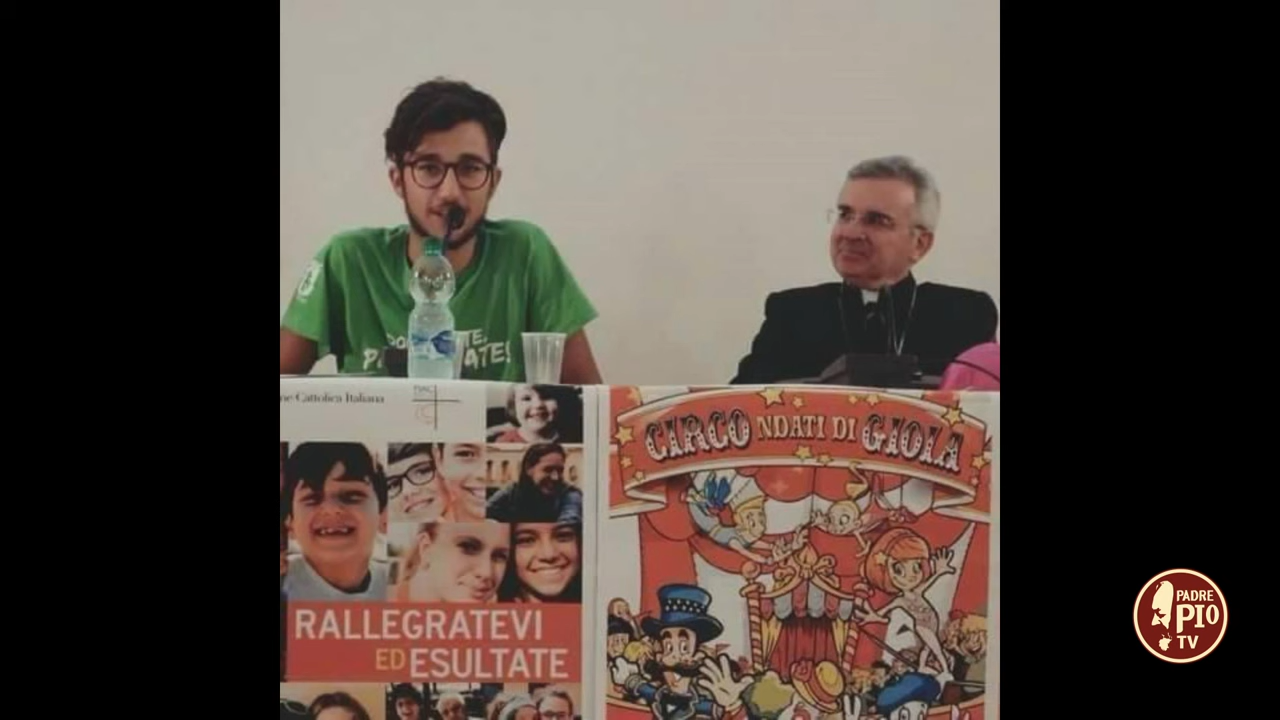 ne Cattolica Italiana
RALLEGRATEVI
ED ESULTATE
CIRCONDATI DI GIOIA
PADRE
PIO
TV